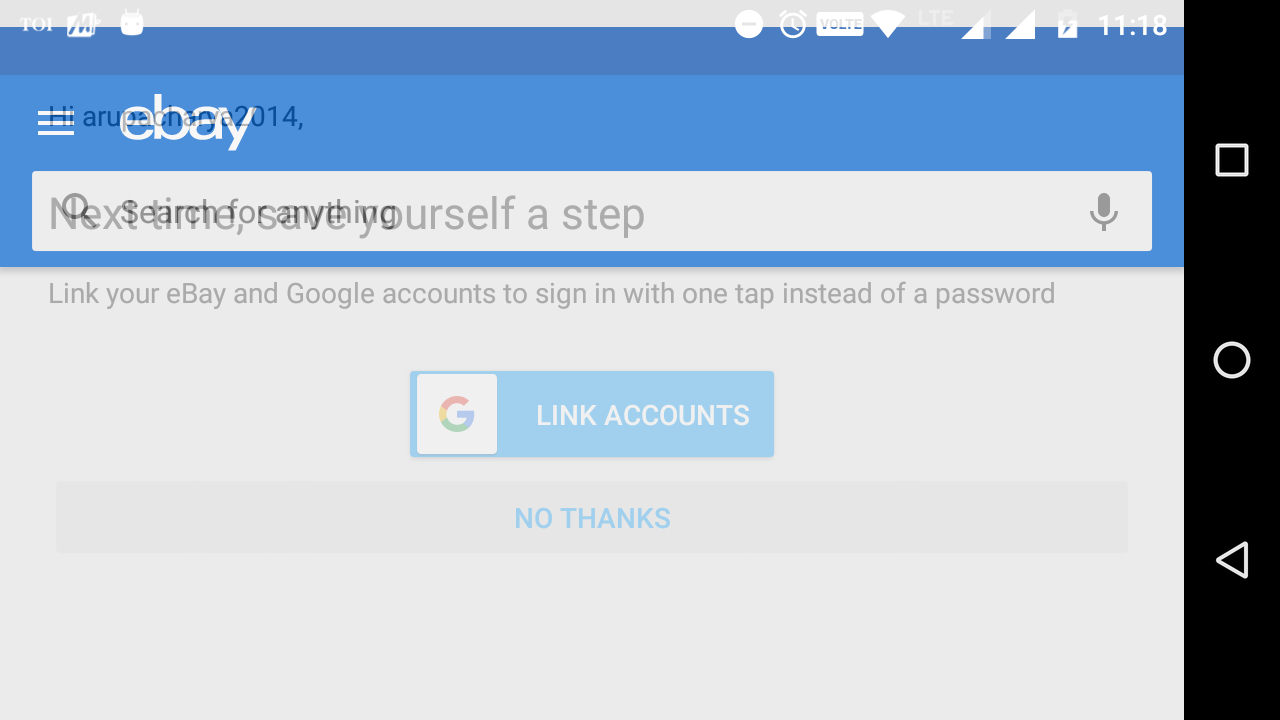 TOI VOLTE LTE 11:18
Hi arupacharya2014,
ebay
Search for anything
Next time, save yourself a step
Link your eBay and Google accounts to sign in with one tap instead of a password
G LINK ACCOUNTS
NO THANKS